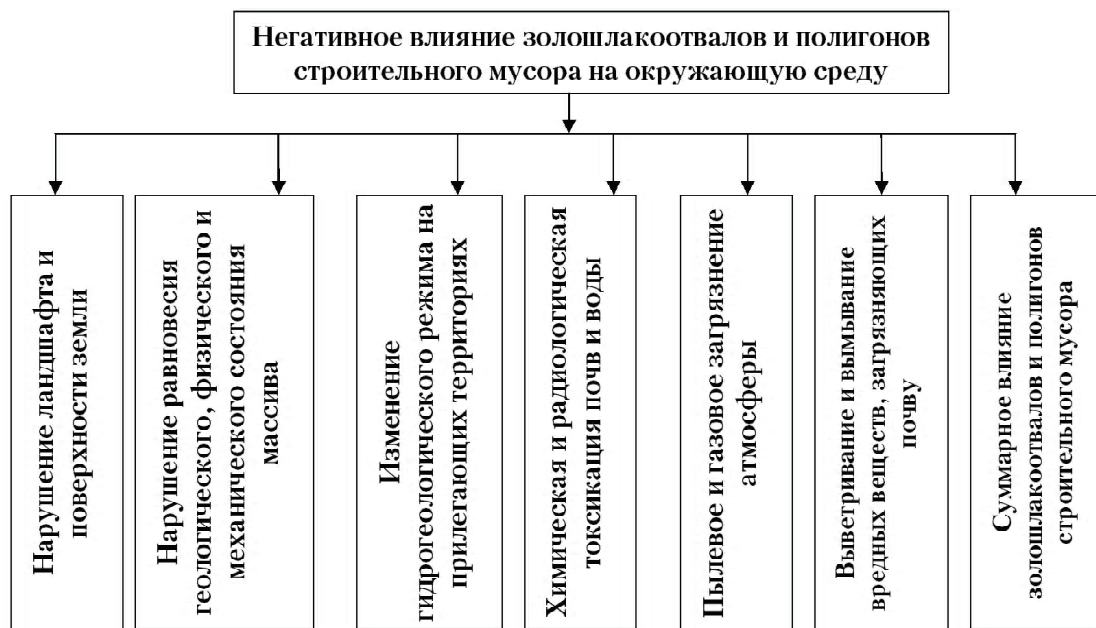 Негативное влияние золошлакоотвалов и полигонов
строительного мусора на окружающую среду
Нарушение ландшафта и
поверхности земли
Нарушение равновесия
геологического, физического и
механического состояния
массива
Изменение
гидрогеологического режима на
прилегающих территориях
Химическая и радиологическая
токсикация почв и воды
Пылевое и газовое загрязнение
атмосферы
Выветривание и вымывание
вредных веществ, загрязняющих
почву
Суммарное влияние
золошлакоотвалов и полигонов
строительного мусора